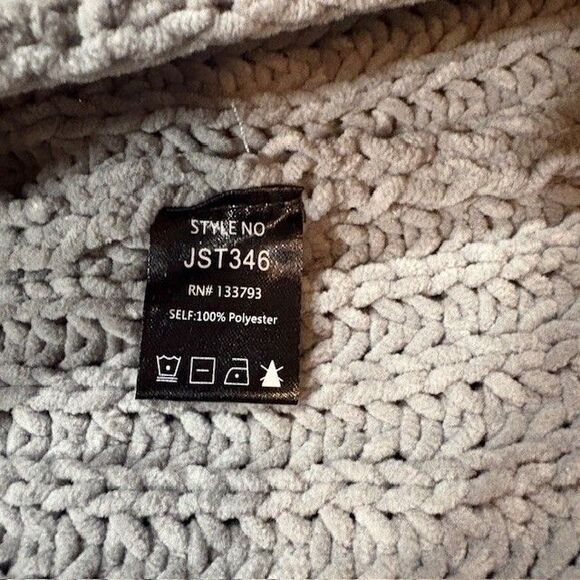 STYLE NO
JST346
RN# 133793
SELF:100% Polyester